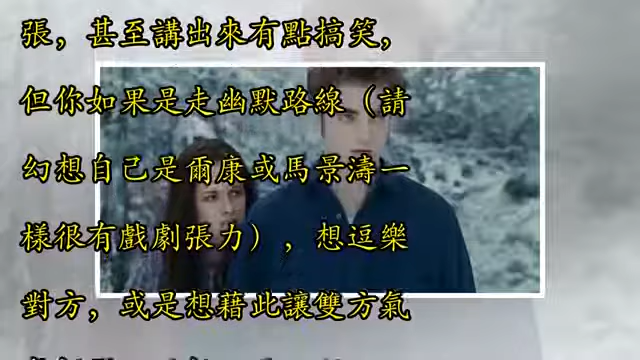 張，甚至講出來有點搞笑，
但你如果是走幽默路線（請
幻想自己是爾康或馬景濤一
樣很有戲劇張力），想逗樂
對方，或是想藉此讓雙方氣